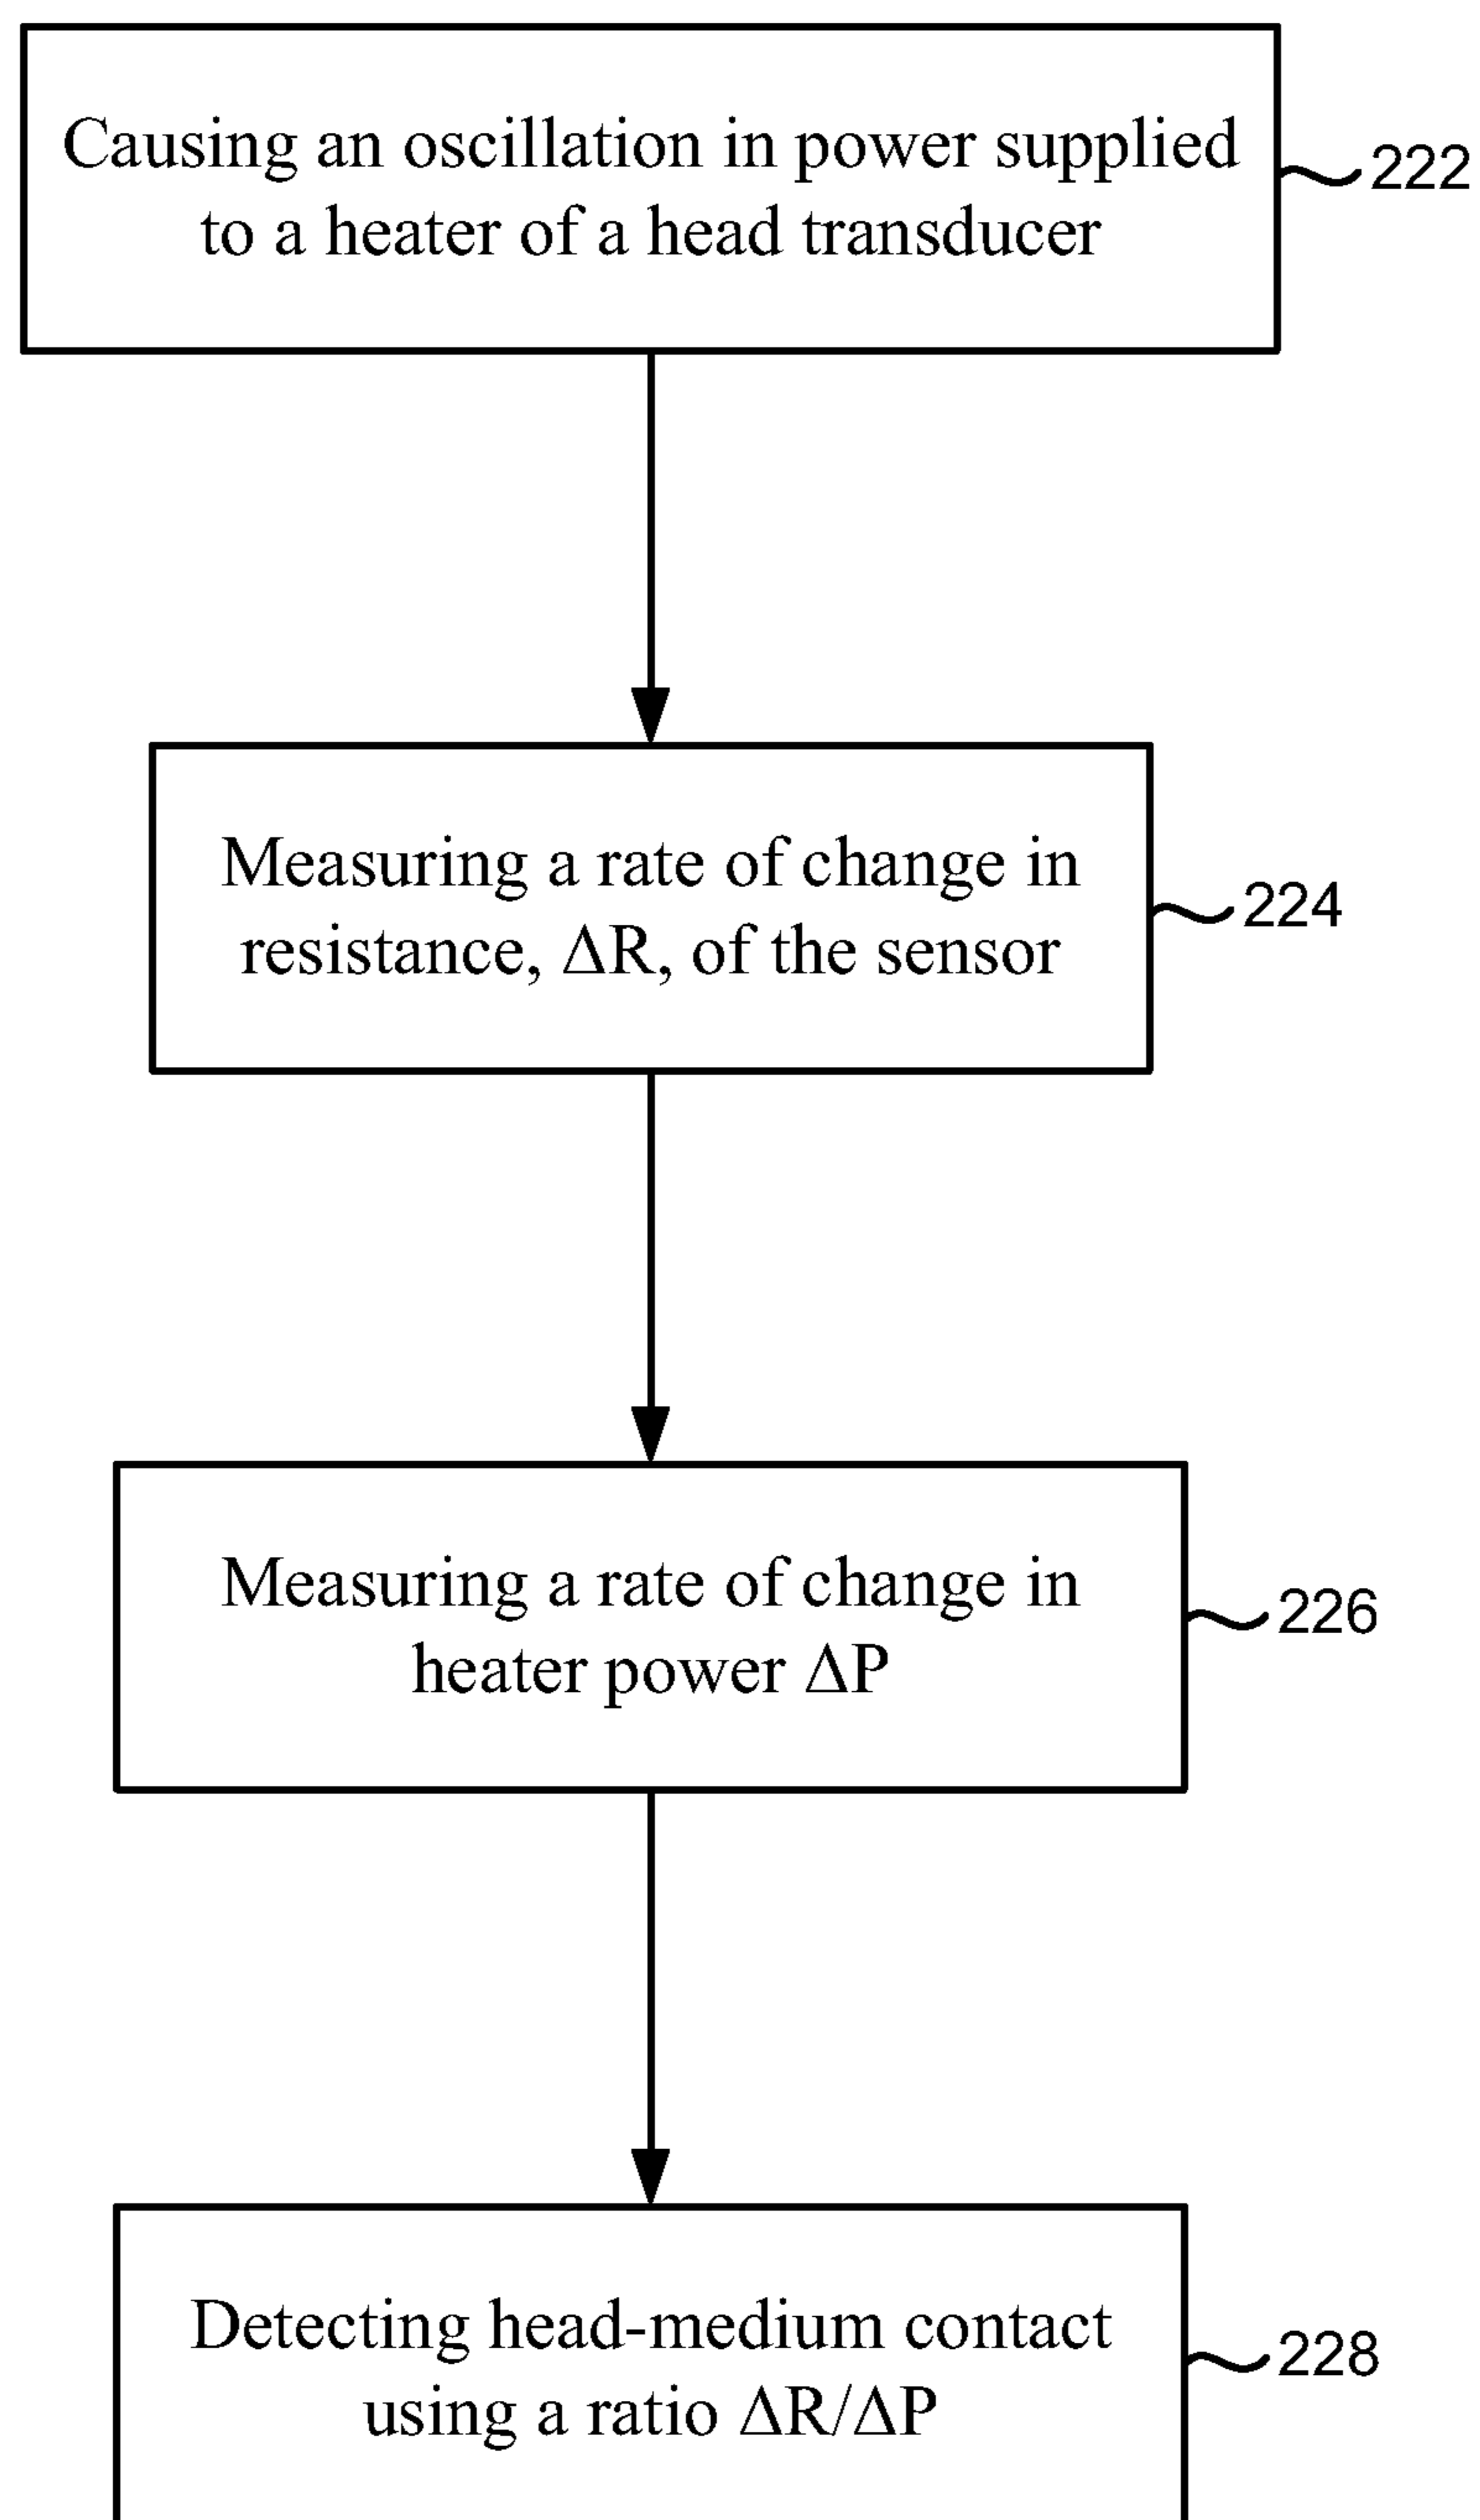 Causing an oscillation in power supplied
to a heater of a head transducer
222
Measuring a rate of change in
resistance, ΔR, of the sensor
224
Measuring a rate of change in
heater power ΔP
226
Detecting head-medium contact
using a ratio ΔR/ΔP
228